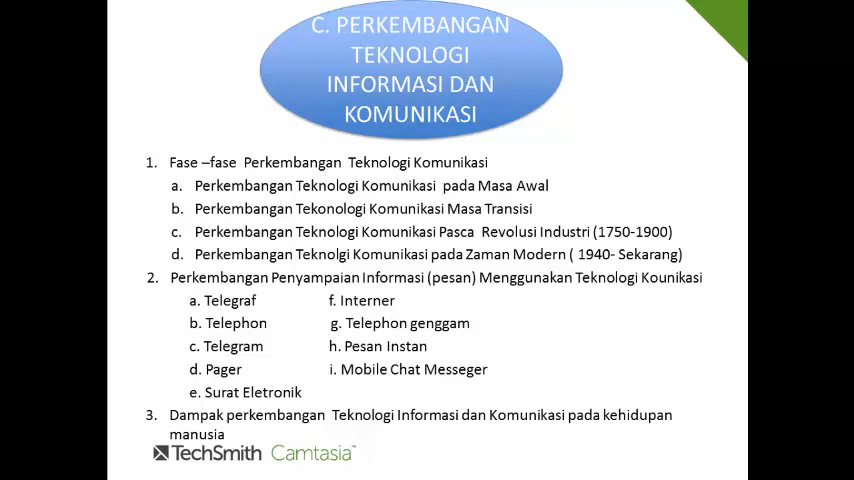 C. PERKEMBANGAN
TEKNOLOGI
INFORMASI DAN
KOMUNIKASI
1. Fase –fase Perkembangan Teknologi Komunikasi
a. Perkembangan Teknologi Komunikasi pada Masa Awal
b. Perkembangan Tekonologi Komunikasi Masa Transisi
c. Perkembangan Teknologi Komunikasi Pasca Revolusi Industri (1750-1900)
d. Perkembangan Teknolgi Komunikasi pada Zaman Modern ( 1940- Sekarang)
2. Perkembangan Penyampaian Informasi (pesan) Menggunakan Teknologi Kounikasi
a. Telegraf f. Interner
b. Telephon g. Telephon genggam
c. Telegram h. Pesan Instan
d. Pager i. Mobile Chat Messeger
e. Surat Eletronik
3. Dampak perkembangan Teknologi Informasi dan Komunikasi pada kehidupan
manusia
TechSmith Camtasia™